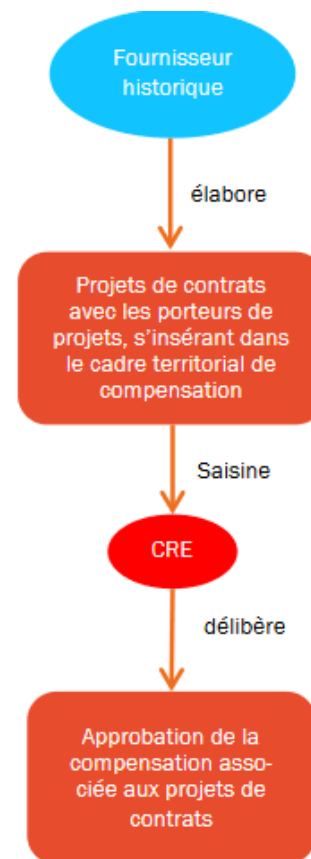 Fournisseur
historique
élabore
Projets de contrats
avec les porteurs de
projets, s'insérant dans
le cadre territorial de
compensation
Saisine
CRE
délibère
Approbation de la
compensation asso-
ciée aux projets de
contrats